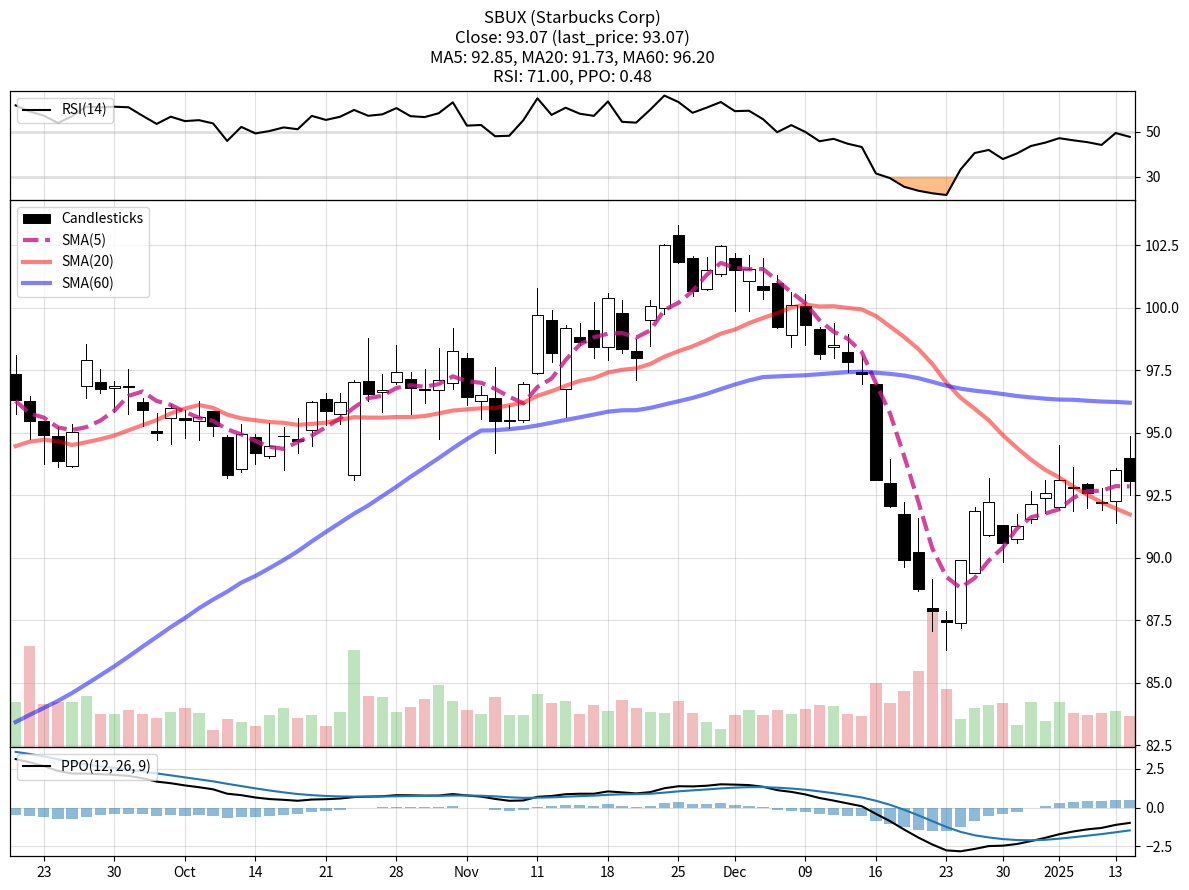 SBUX (Starbucks Corp)
Close: 93.07 (last_price: 93.07)
MA5: 92.85, MA20: 91.73, MA60: 96.20
RSI: 71.00, PPO: 0.48
RSI(14)
50
30
Candlesticks
SMA(5)
SMA(20)
SMA(60)
102.5
100.0
97.5
95.0
92.5
90.0
87.5
85.0
82.5
PPO(12, 26, 9)
2.5
0.0
−2.5
23 30 Oct 14 21 28 Nov 11 18 25 Dec 09 16 23 30 2025 13